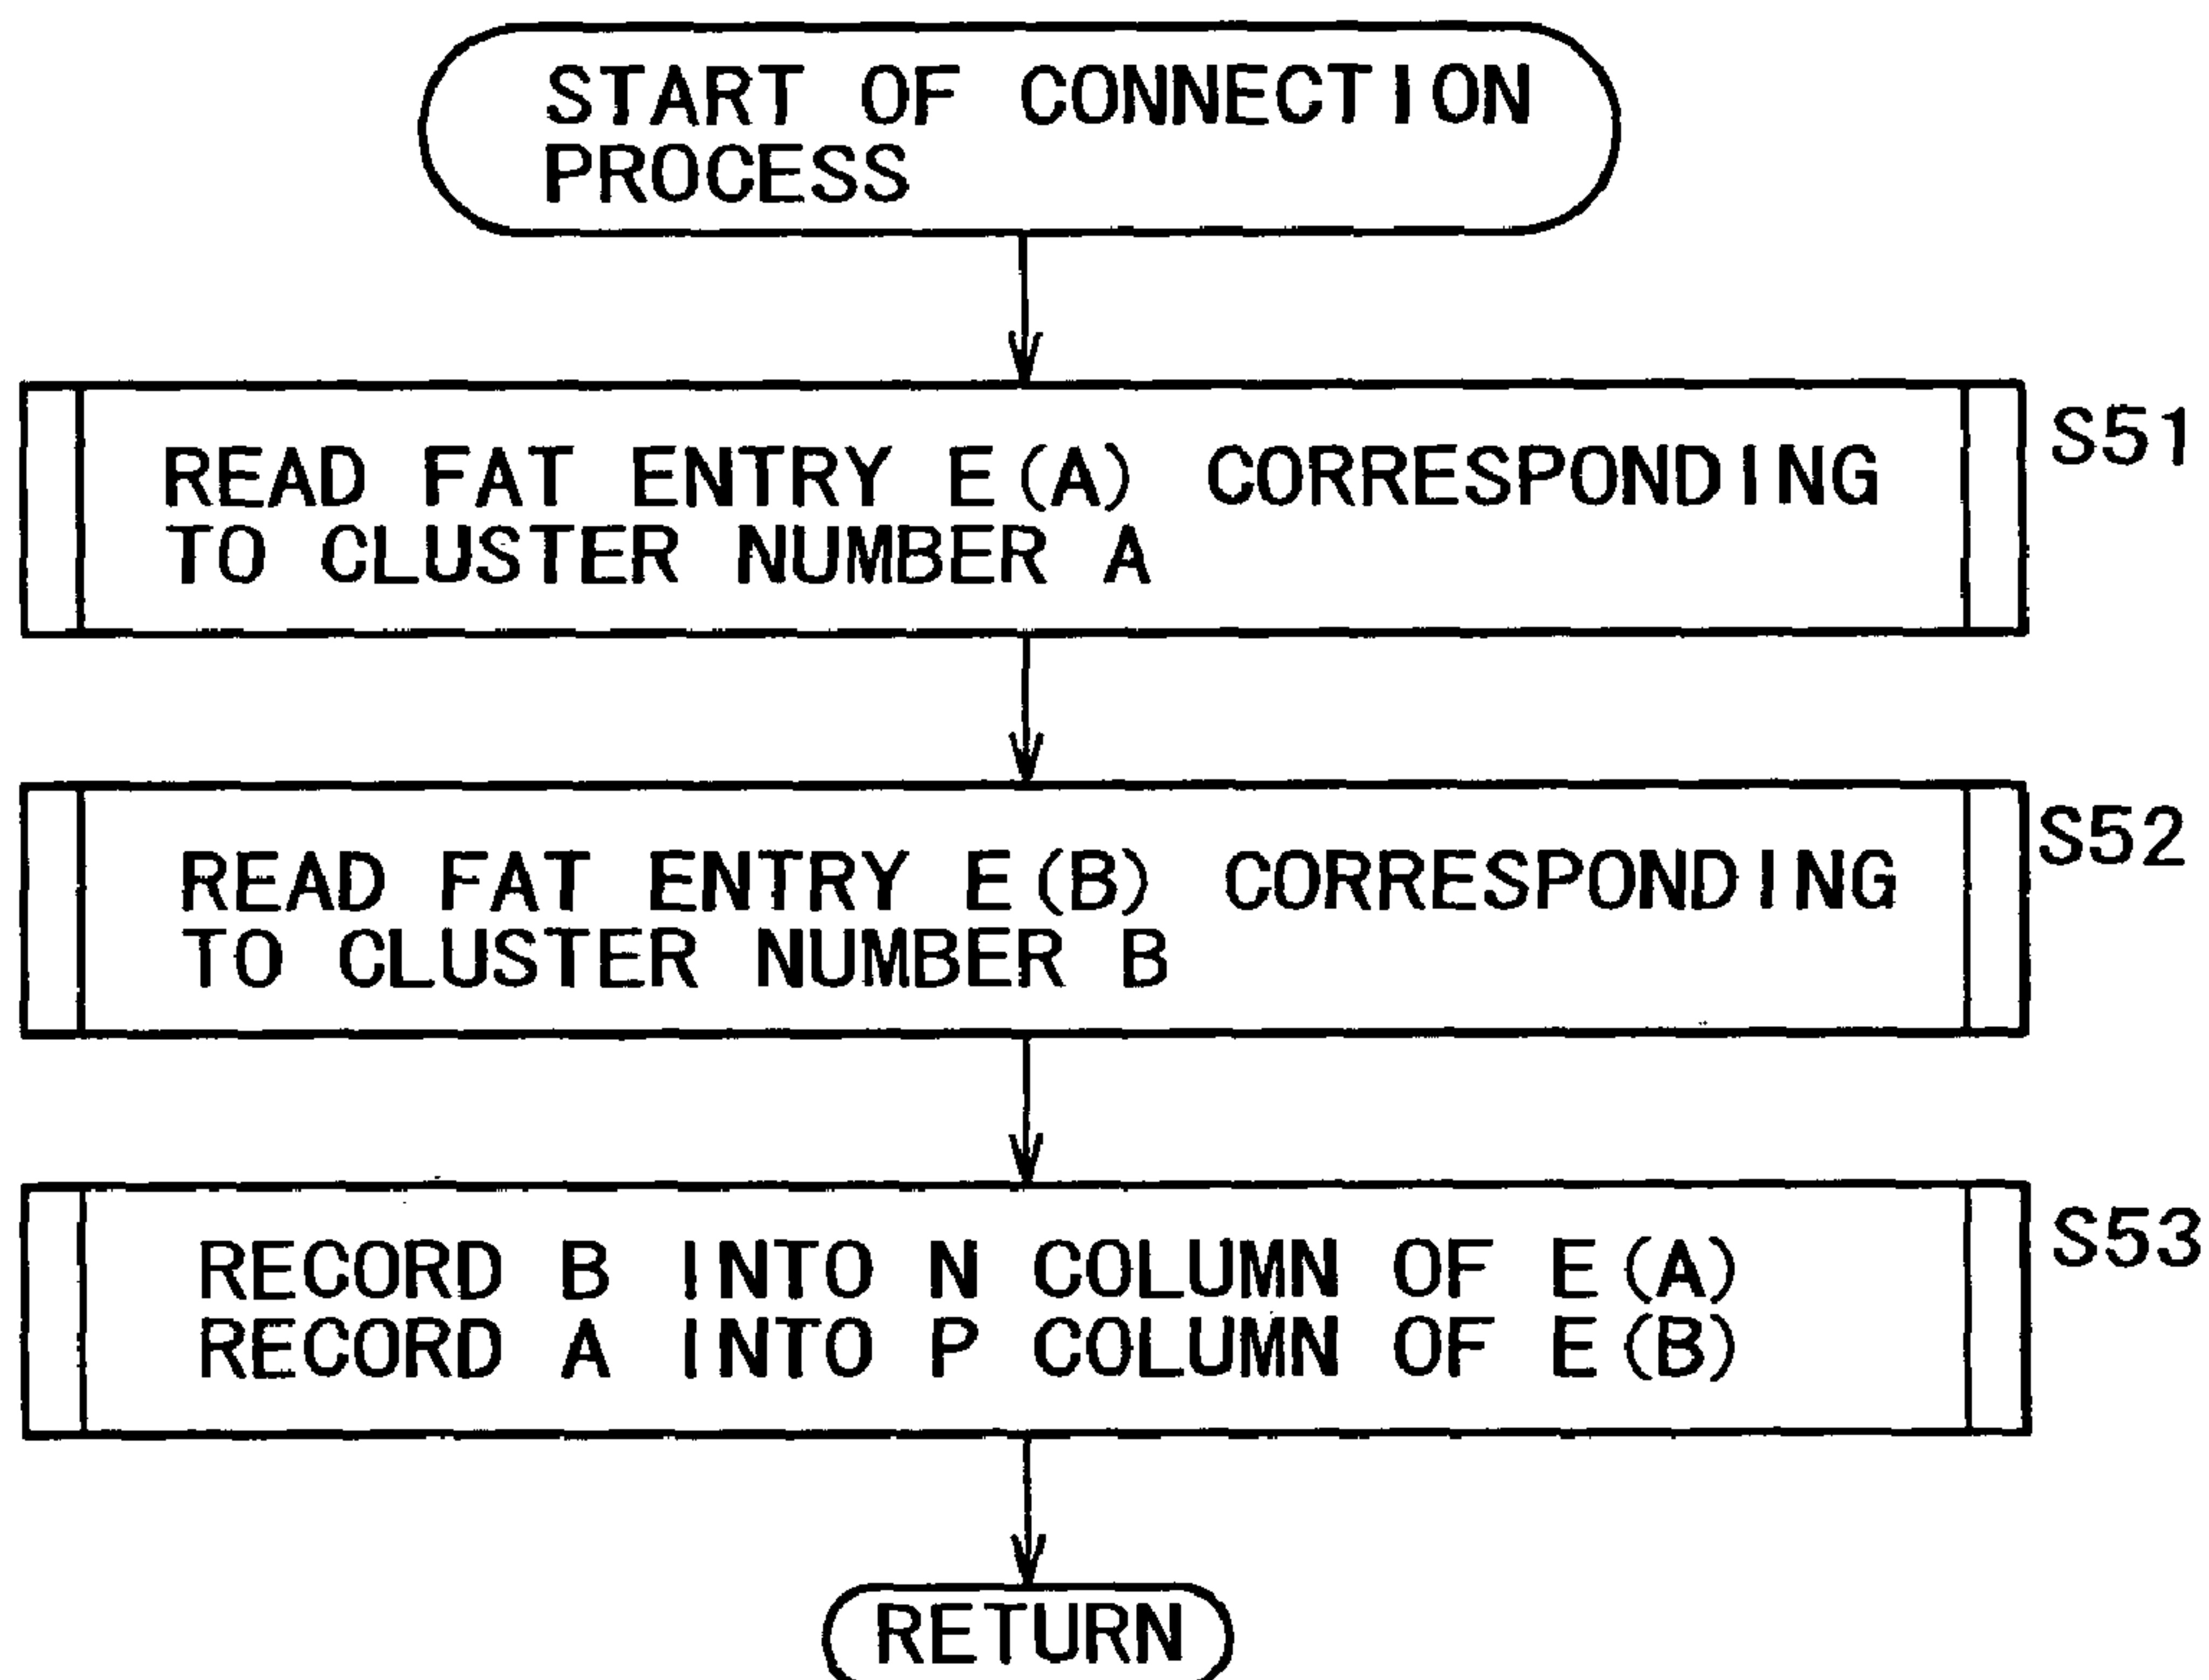 START OF CONNECTION
PROCESS
S51
READ FAT ENTRY E(A) CORRESPONDING
TO CLUSTER NUMBER A
S52
READ FAT ENTRY E(B) CORRESPONDING
TO CLUSTER NUMBER B
S53
RECORD B INTO N COLUMN OF E(A)
RECORD A INTO P COLUMN OF E(B)
RETURN